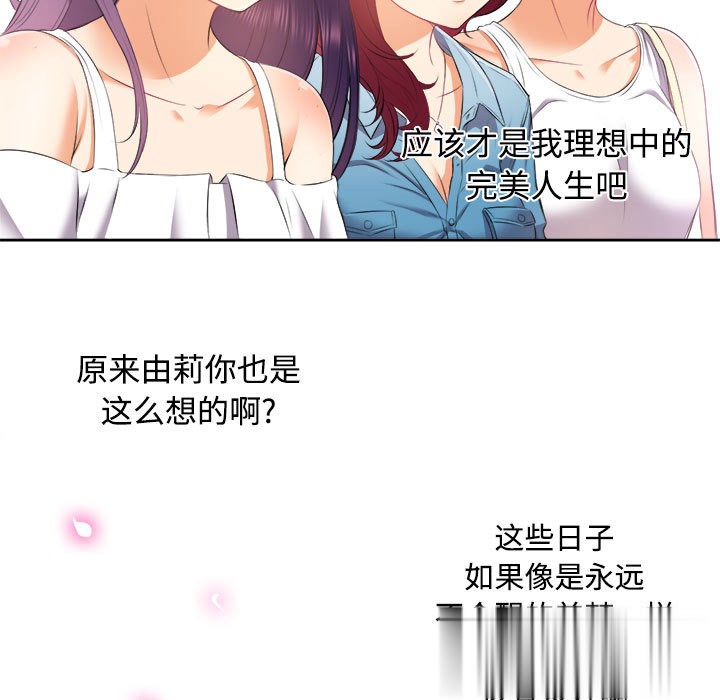 应该才是我理想中的
完美人生吧
原来由莉你也是
这么想的啊?
这些日子
如果像是永远